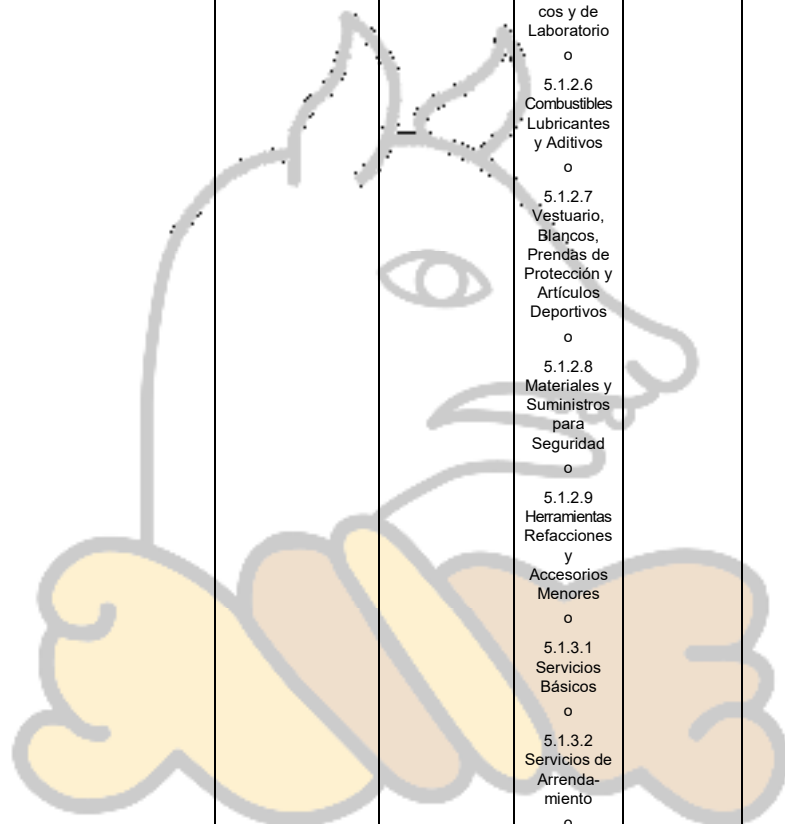 cos y de
Laboratorio
o
5.1.2.6
Combustibles
Lubricantes
y Aditivos
o
5.1.2.7
Vestuario,
Blancos,
Prendas de
Protección y
Artículos
Deportivos
o
5.1.2.8
Materiales y
Suministros
para
Seguridad
o
5.1.2.9
Herramientas
Refacciones
y
Accesorios
Menores
o
5.1.3.1
Servicios
Básicos
o
5.1.3.2
Servicios de
Arrenda-
miento
o